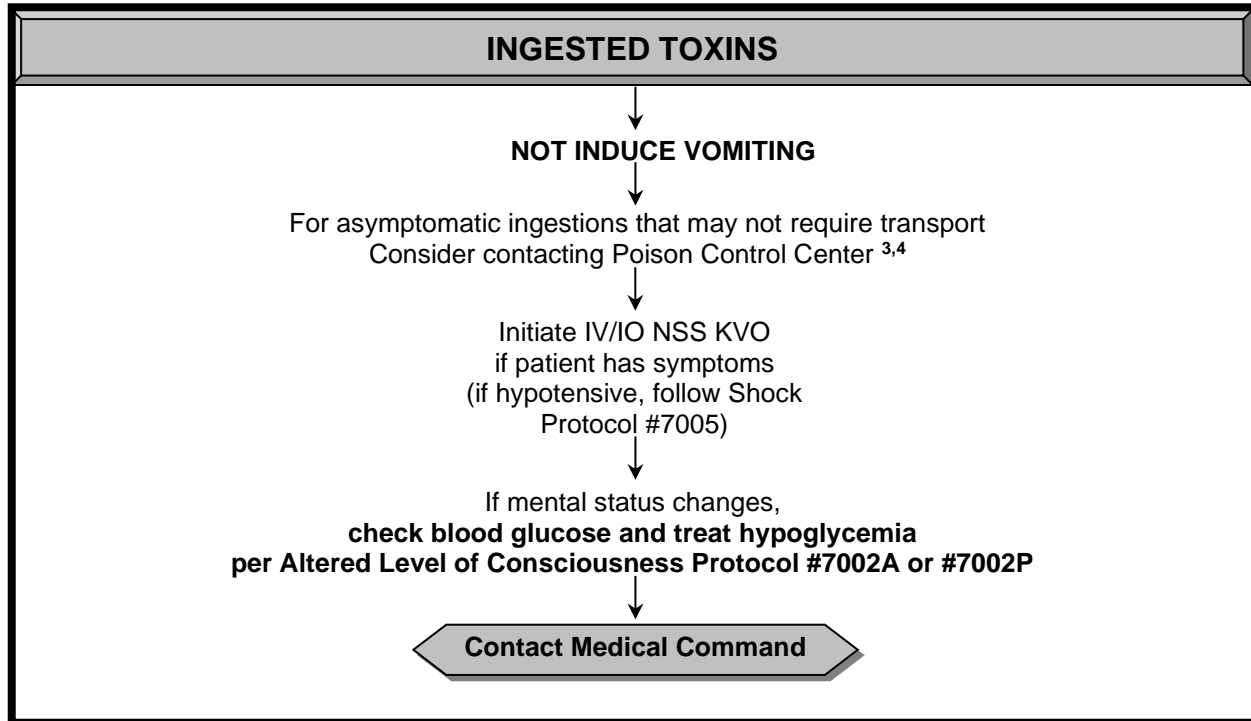 INGESTED TOXINS
NOT INDUCE VOMITING
For asymptomatic ingestions that may not require transport
Consider contacting Poison Control Center 3,4
Initiate IV/IO NSS KVO
if patient has symptoms
(if hypotensive, follow Shock
Protocol #7005)
If mental status changes,
check blood glucose and treat hypoglycemia
per Altered Level of Consciousness Protocol #7002A or #7002P
Contact Medical Command